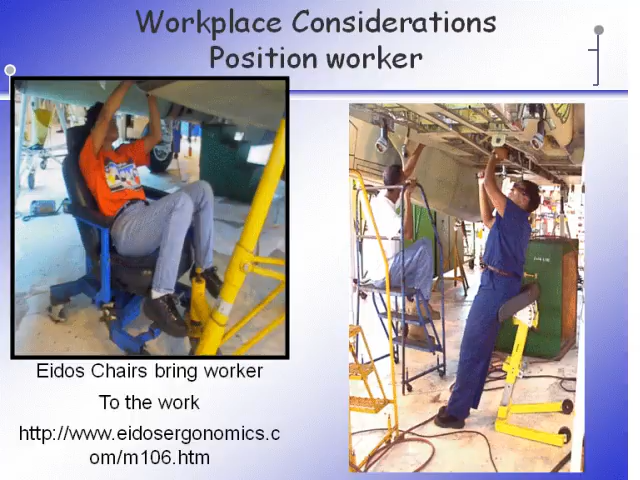 Workplace Considerations
Position worker
Eidos Chairs bring worker
To the work
http://www.eidosergonomics.c
om/m106.htm